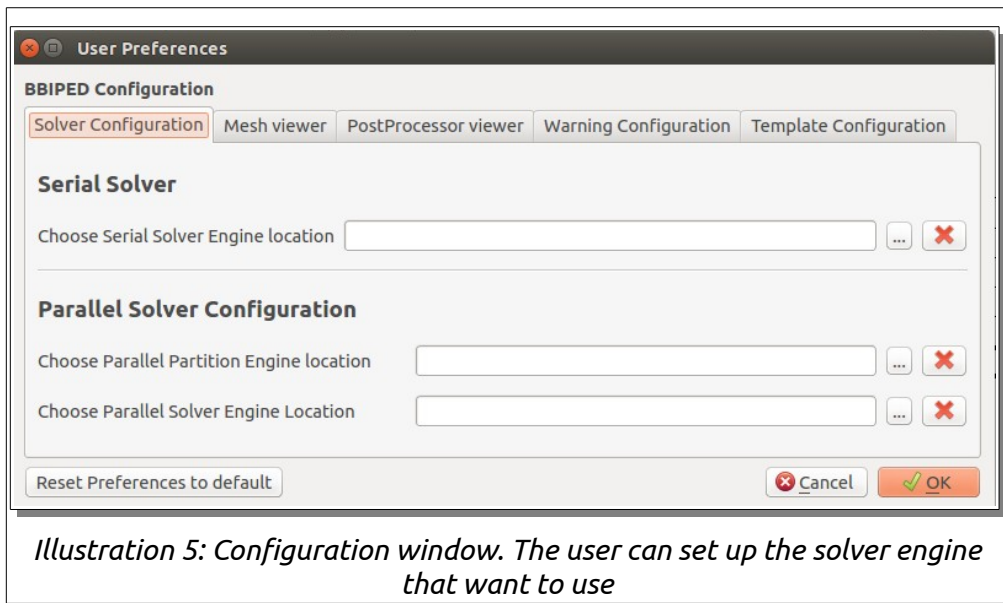 User Preferences
BBIPED Configuration
Solver Configuration Mesh viewer PostProcessor viewer Warning Configuration Template Configuration
Serial Solver
Choose Serial Solver Engine location ...
Parallel Solver Configuration
Choose Parallel Partition Engine location ...
Choose Parallel Solver Engine Location ...
Reset Preferences to default Cancel OK
Illustration 5: Configuration window. The user can set up the solver engine
that want to use